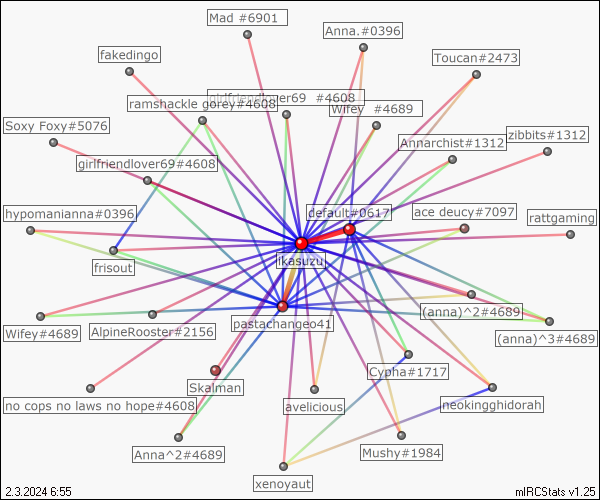 Mad #6901
Anna.#0396
fakedingo
Toucan#2473
girlfriendlover69 #4608
ramshackle gorey#4608
Wifey #4689
Soxy Foxy#5076
zibbits#1312
Annarchist#1312
girlfriendlover69#4608
hypomanianna#0396
default#0617
ace deucy#7097
rattgaming
ikasuzu
frisout
(anna)^2#4689
pastachange041
Wifey#4689
AlpineRooster#2156
(anna)^3#4689
Cypha#1717
Skalman
no cops no laws no hope#4608
avelicious
neokingghidorah
Anna^2#4689
Mushy#1984
xenoyaut
2.3.2024 6:55
mIRCStats v1.25